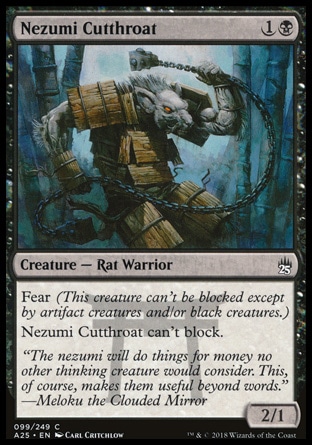 Nezumi Cutthroat 1
Creature — Rat Warrior 25
Fear (This creature can't be blocked except
by artifact creatures and/or black creatures.)
Nezumi Cutthroat can't block.
"The nezumi will do things for money no
other thinking creature would consider. This,
of course, makes them useful beyond words."
—Meloku the Clouded Mirror
2/1
099/249 C
A25 • EN CARL CRITCHLOW ™ & © 2018 Wizards of the Coast